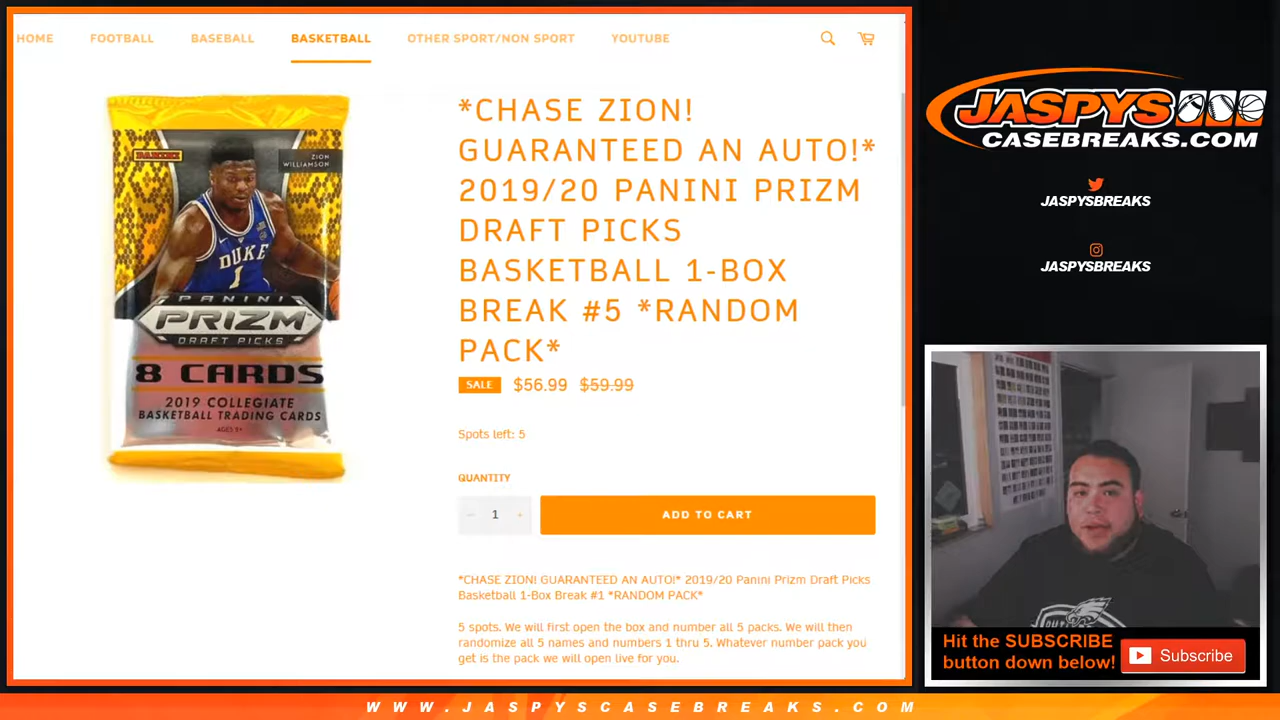 HOME FOOTBALL BASEBALL BASKETBALL OTHER SPORT/NON SPORT YOUTUBE
PANINI
ZION
WILLIAMSON
DUKE
1
PANINI
PRIZM
DRAFT PICKS
8 CARDS
2019 COLLEGIATE
BASKETBALL TRADING CARDS
AGES 9+
*CHASE ZION!
GUARANTEED AN AUTO!*
2019/20 PANINI PRIZM
DRAFT PICKS
BASKETBALL 1-BOX
BREAK #5 *RANDOM
PACK*
SALE $56.99 $59.99
Spots left: 5
QUANTITY
− 1 +
ADD TO CART
*CHASE ZION! GUARANTEED AN AUTO!* 2019/20 Panini Prizm Draft Picks
Basketball 1-Box Break #1 *RANDOM PACK*
5 spots. We will first open the box and number all 5 packs. We will then
randomize all 5 names and numbers 1 thru 5. Whatever number pack you
get is the pack we will open live for you.
JASPYS
CASEBREAKS.COM
JASPYSBREAKS
JASPYSBREAKS
Hit the SUBSCRIBE
button down below!
Subscribe
WWW.JASPYSCASEBREAKS.COM